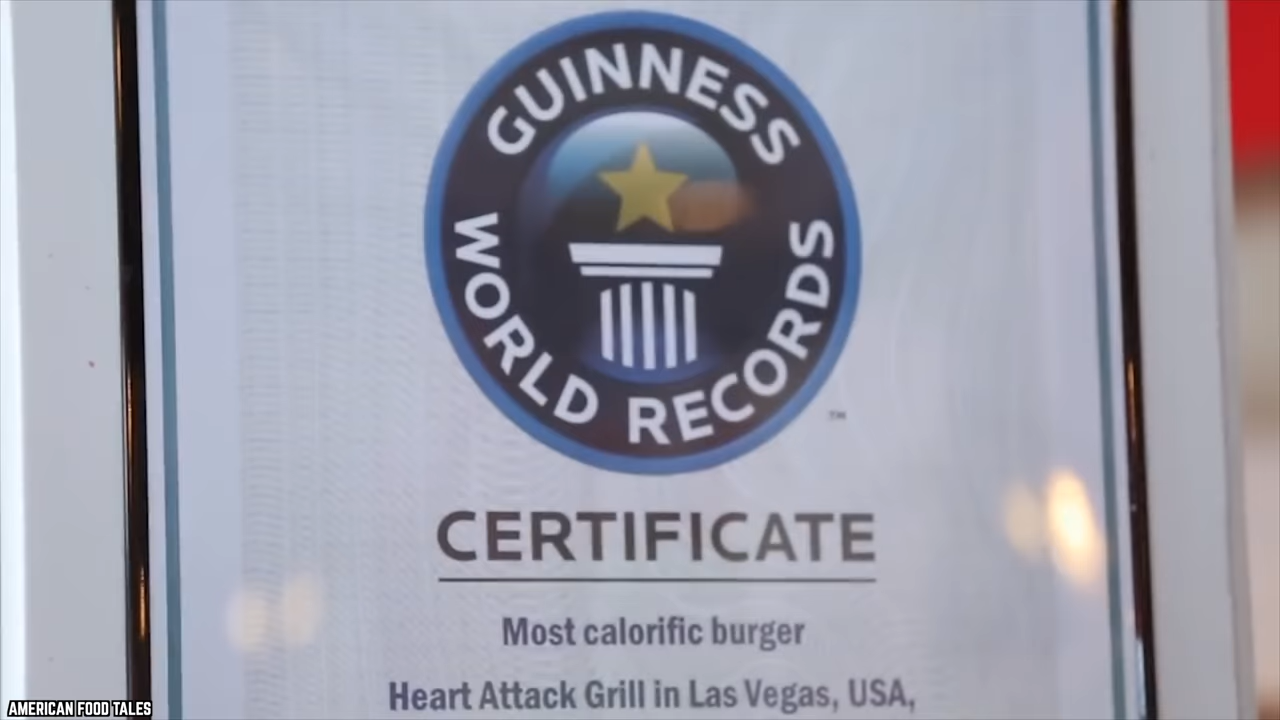 GUINNESS
WORLD RECORDS
™
CERTIFICATE
Most calorific burger
Heart Attack Grill in Las Vegas, USA,
AMERICAN FOOD TALES